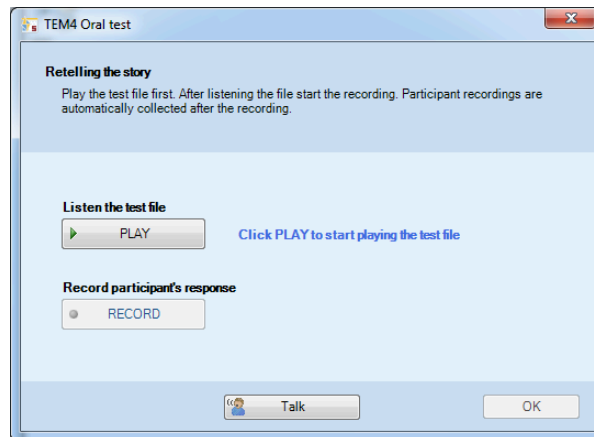 TEM4 Oral test
Retelling the story
Play the test file first. After listening the file start the recording. Participant recordings are
automatically collected after the recording.
Listen the test file
PLAY
Click PLAY to start playing the test file
Record participant's response
RECORD
Talk
OK